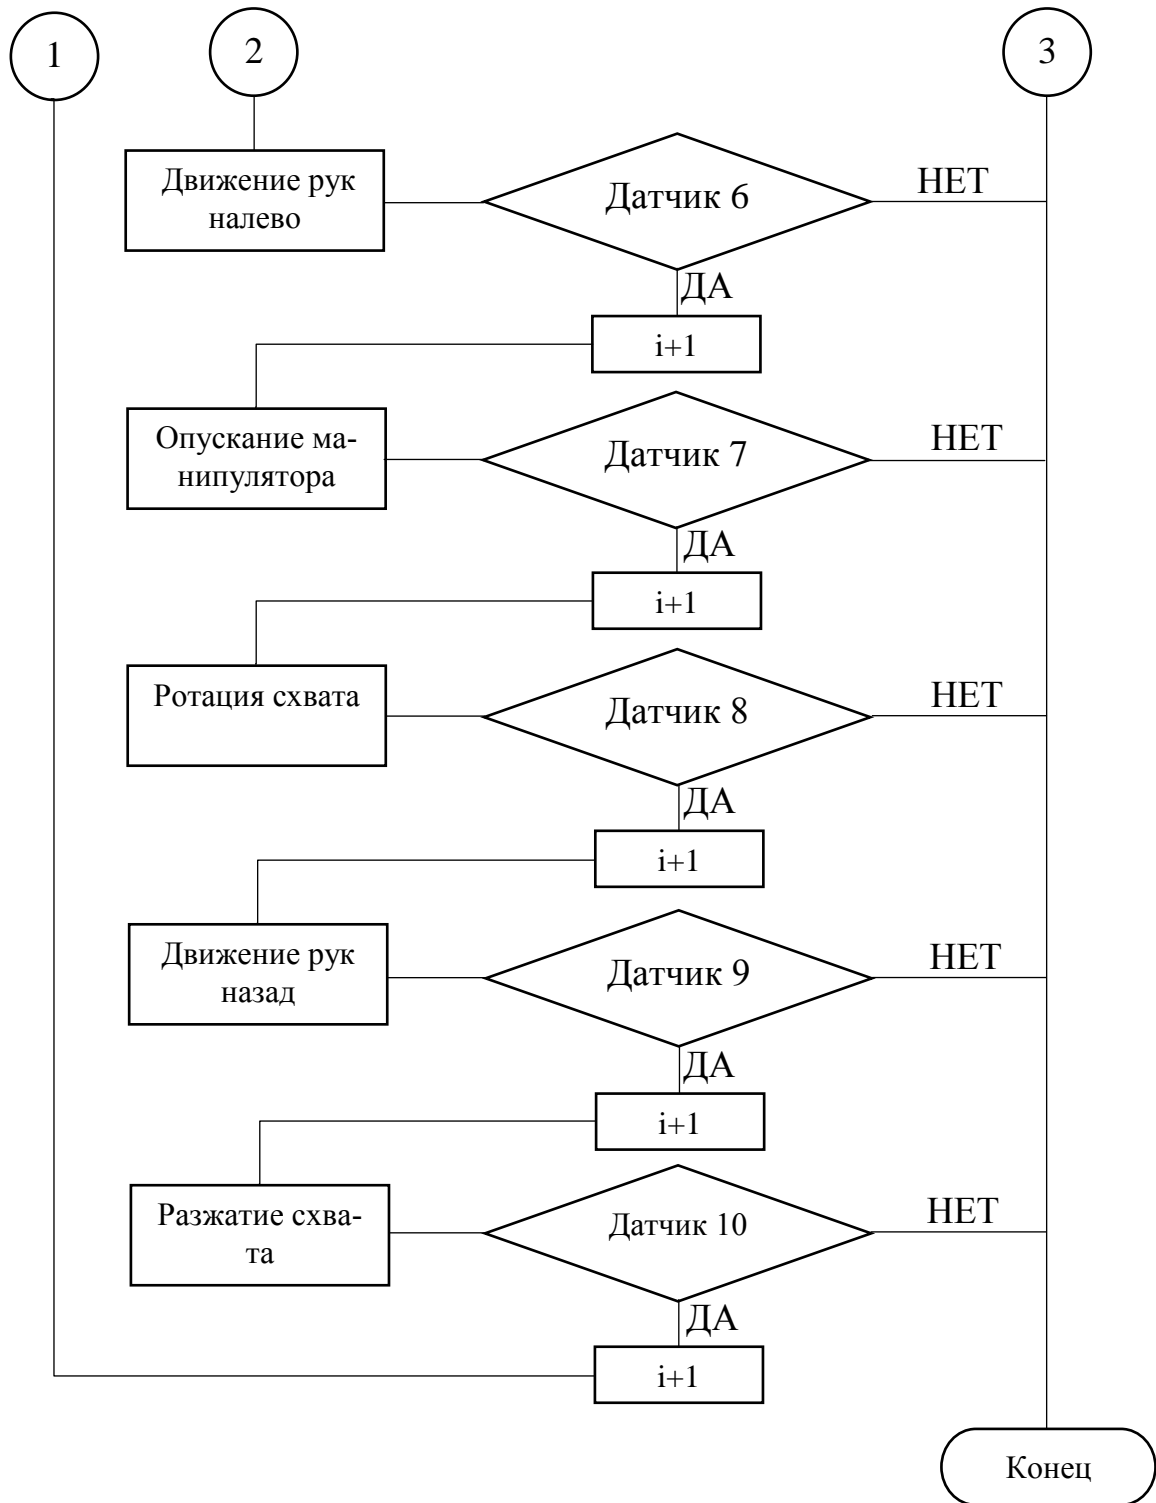 1
2
3
Движение рук
налево
Датчик 6
НЕТ
ДА
i+1
Опускание ма-
нипулятора
Датчик 7
НЕТ
ДА
i+1
Ротация схвата
Датчик 8
НЕТ
ДА
i+1
Движение рук
назад
Датчик 9
НЕТ
ДА
i+1
Разжатие схва-
та
Датчик 10
НЕТ
ДА
i+1
Конец